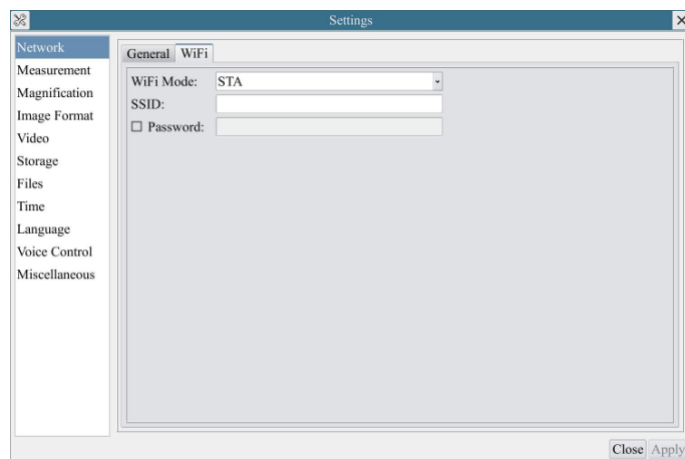 Settings
Network
Measurement
Magnification
Image Format
Video
Storage
Files
Time
Language
Voice Control
Miscellaneous
General WiFi
WiFi Mode: STA
SSID:
Password:
Close Apply